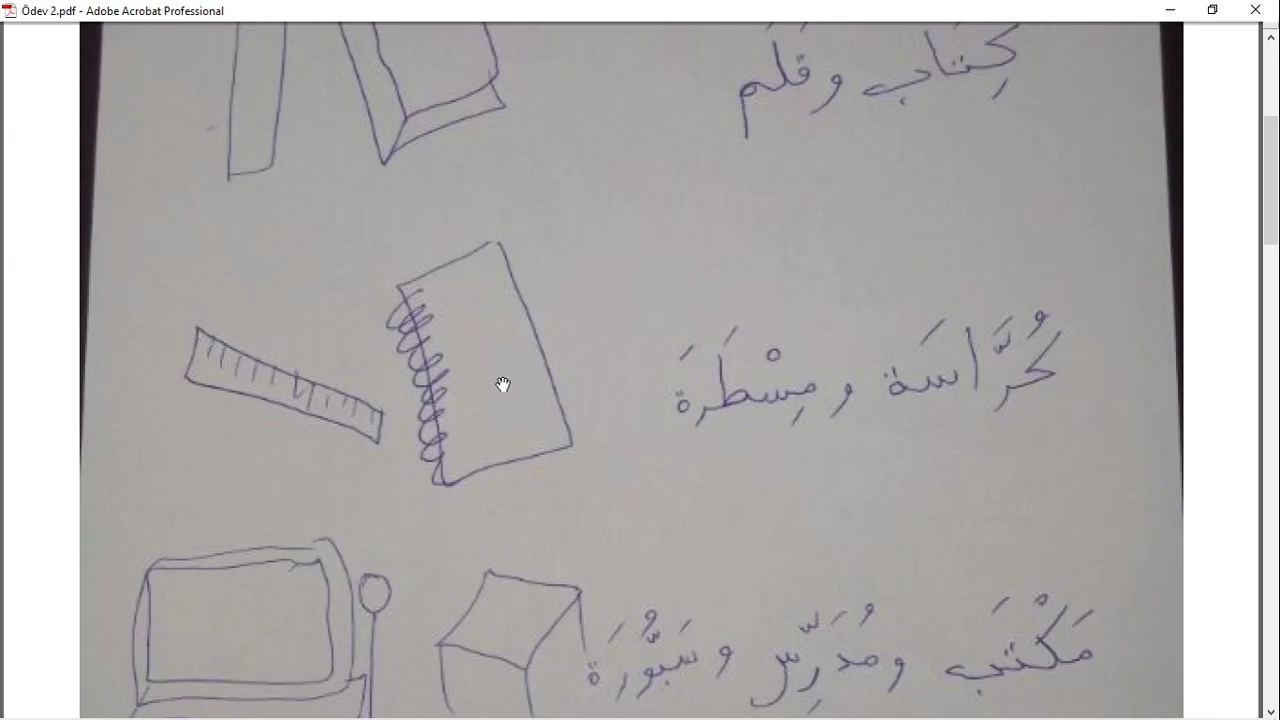 Ödev 2.pdf - Adobe Acrobat Professional
كِتَاب و قَلَم
كُرَّاسَة و مِسْطَرَة
مَكْتَب و مُدَرِّس و سَبُّورَة